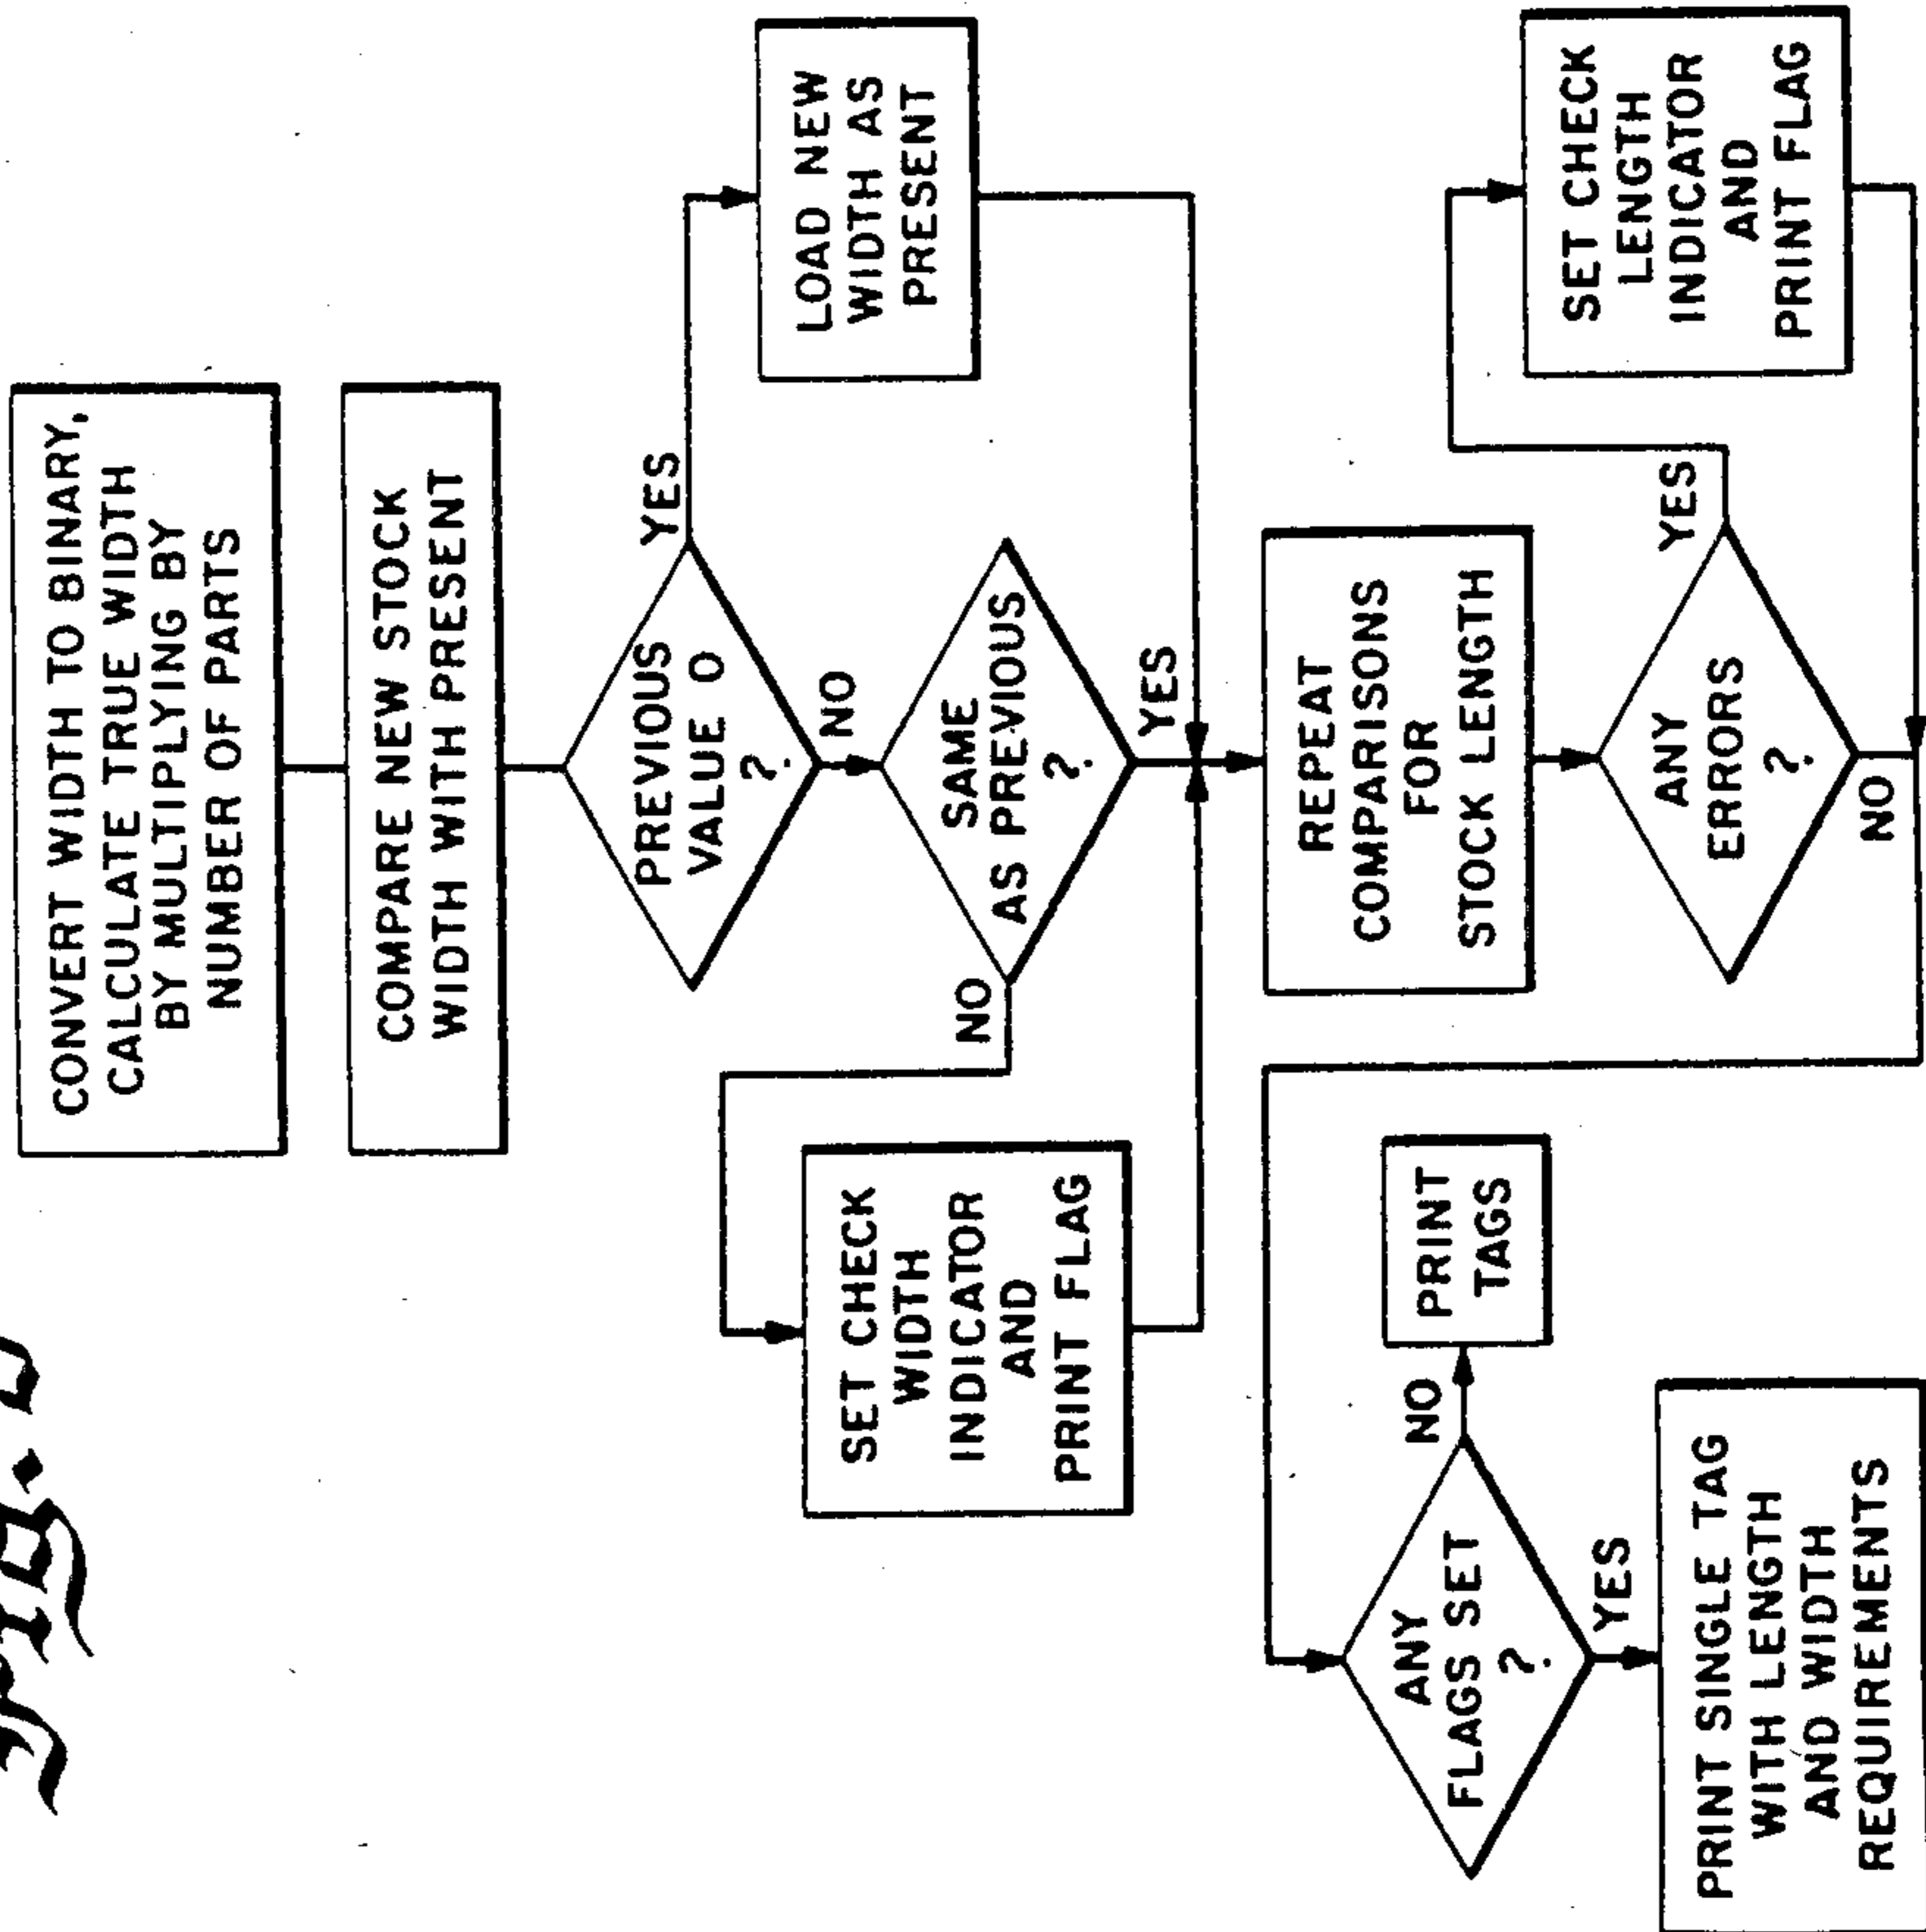 CONVERT WIDTH TO BINARY,
CALCULATE TRUE WIDTH
BY MULTIPLYING BY
NUMBER OF PARTS
COMPARE NEW STOCK
WIDTH WITH PRESENT
PREVIOUS
VALUE O
?
YES
NO
LOAD NEW
WIDTH AS
PRESENT
SAME
AS PREVIOUS
?
NO
YES
SET CHECK
WIDTH
INDICATOR
AND
PRINT FLAG
REPEAT
COMPARISONS
FOR
STOCK LENGTH
ANY
ERRORS
?
YES
NO
SET CHECK
LENGTH
INDICATOR
AND
PRINT FLAG
ANY
FLAGS SET
?
NO
YES
PRINT
TAGS
PRINT SINGLE TAG
WITH LENGTH
AND WIDTH
REQUIREMENTS